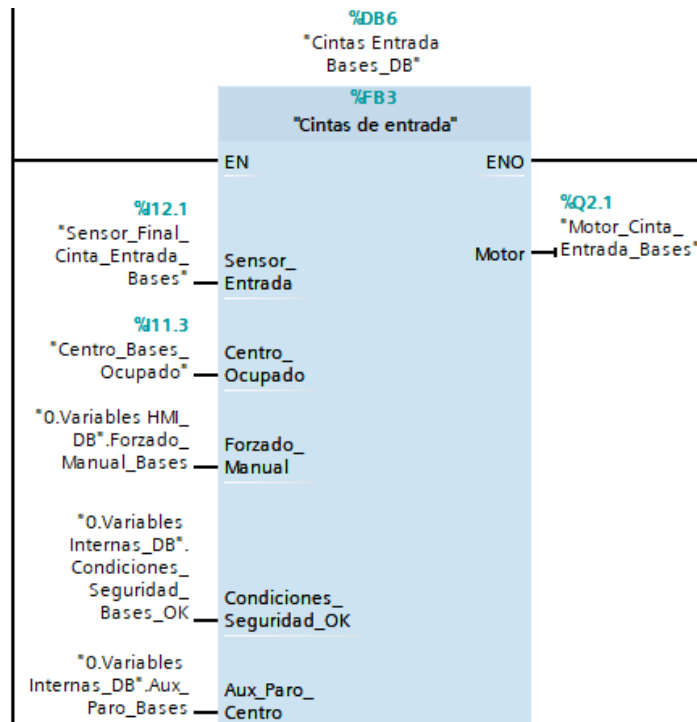 %DB6
"Cintas Entrada
Bases_DB"
%FB3
"Cintas de entrada"
EN
ENO
%I12.1
"Sensor_Final_
Cinta_Entrada_
Bases"
Sensor_
Entrada
%Q2.1
"Motor_Cinta_
Entrada_Bases"
Motor
%I11.3
"Centro_Bases_
Ocupado"
Centro_
Ocupado
"0.Variables HMI_
DB".Forzado_
Manual_Bases
Forzado_
Manual
"0.Variables
Internas_DB".
Condiciones_
Seguridad_
Bases_OK
Condiciones_
Seguridad_OK
"0.Variables
Internas_DB".Aux_
Paro_Bases
Aux_Paro_
Centro